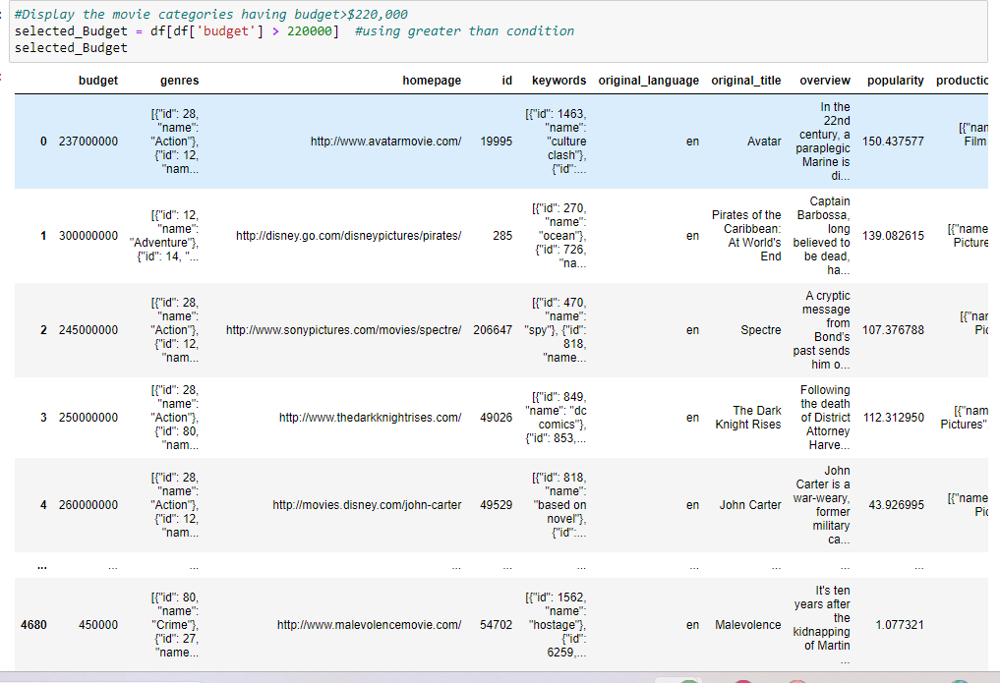 #Display the movie categories having budget>$220,000
selected_Budget = df[df['budget'] > 220000]  #using greater than condition
selected_Budget
budget genres homepage id keywords original_language original_title overview popularity productic
0 237000000 [{"id": 28, "name": "Action"}, {"id": 12, "nam... http://www.avatarmovie.com/ 19995 [{"id": 1463, "name": "culture clash"}, {"id":... en Avatar In the 22nd century, a paraplegic Marine is di... 150.437577 [{"nan Film
1 300000000 [{"id": 12, "name": "Adventure"}, {"id": 14, "... http://disney.go.com/disneypictures/pirates/ 285 [{"id": 270, "name": "ocean"}, {"id": 726, "na... en Pirates of the Caribbean: At World's End Captain Barbossa, long believed to be dead, ha... 139.082615 [{"name Picture
2 245000000 [{"id": 28, "name": "Action"}, {"id": 12, "nam... http://www.sonypictures.com/movies/spectre/ 206647 [{"id": 470, "name": "spy"}, {"id": 818, "name... en Spectre A cryptic message from Bond's past sends him o... 107.376788 [{"nar Pic
3 250000000 [{"id": 28, "name": "Action"}, {"id": 80, "nam... http://www.thedarkknightrises.com/ 49026 [{"id": 849, "name": "dc comics"}, {"id": 853,... en The Dark Knight Rises Following the death of District Attorney Harve... 112.312950 [{"nam Pictures"
4 260000000 [{"id": 28, "name": "Action"}, {"id": 12, "nam... http://movies.disney.com/john-carter 49529 [{"id": 818, "name": "based on novel"}, {"id":... en John Carter John Carter is a war-weary, former military ca... 43.926995 [{"name Pic
... ... ... ... ... ... ... ... ... ...
4680 450000 [{"id": 80, "name": "Crime"}, {"id": 27, "name... http://www.malevolencemovie.com/ 54702 [{"id": 1562, "name": "hostage"}, {"id": 6259,... en Malevolence It's ten years after the kidnapping of Martin ... 1.077321